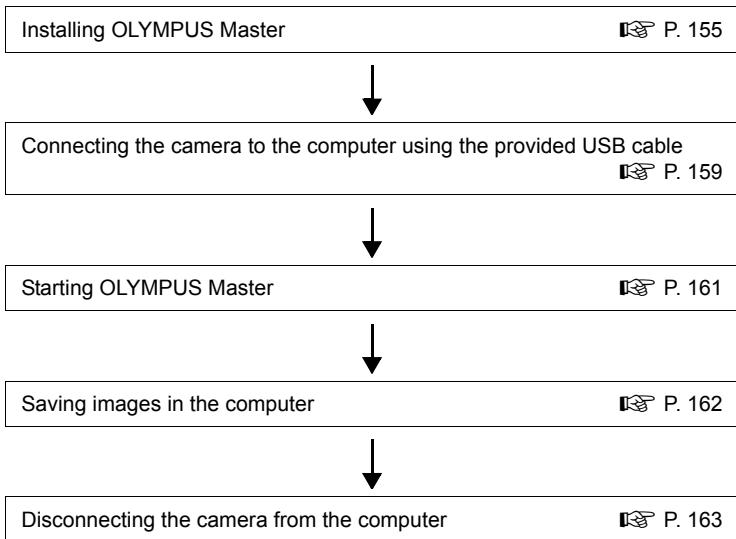 Installing OLYMPUS Master ☞ P. 155
Connecting the camera to the computer using the provided USB cable
☞ P. 159
Starting OLYMPUS Master ☞ P. 161
Saving images in the computer ☞ P. 162
Disconnecting the camera from the computer ☞ P. 163